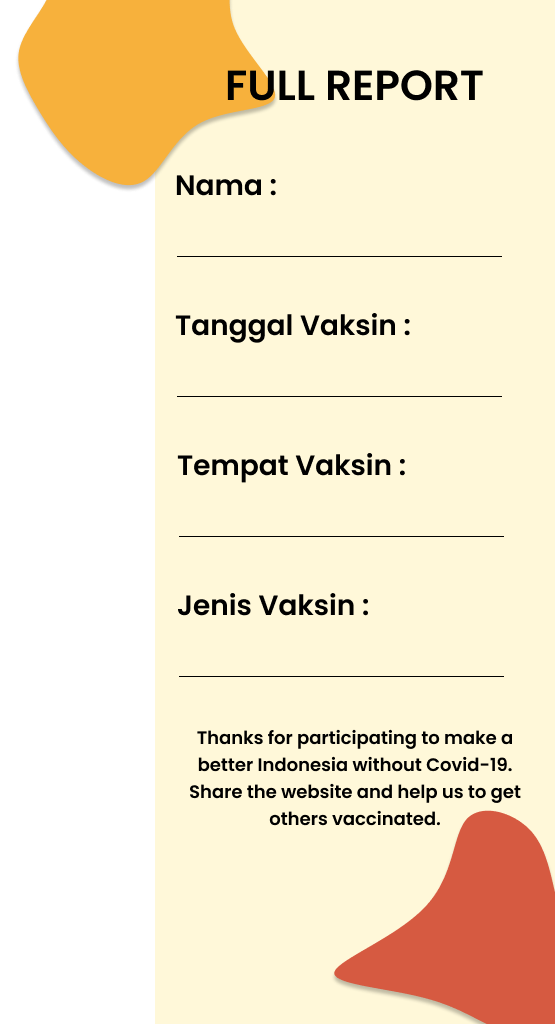 FULL REPORT
Nama :
Tanggal Vaksin :
Tempat Vaksin :
Jenis Vaksin :
Thanks for participating to make a
better Indonesia without Covid-19.
Share the website and help us to get
others vaccinated.